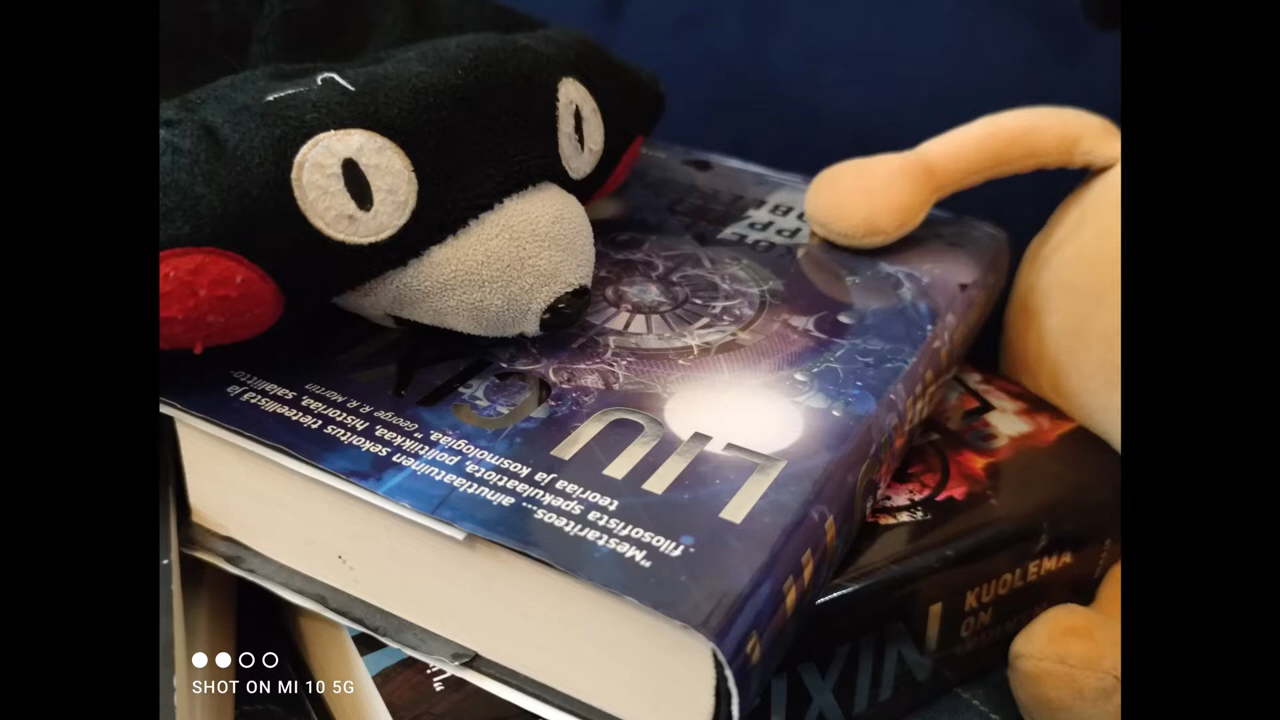 LIU
CIXIN
"Mestariteos... ainutlaatuinen sekoitus tieteellistä ja
filosofista spekulaatiota, politiikkaa, historiaa, salaliitto-
teoriaa ja kosmologiaa." George R. R. Martin
KUOLEMA
ON
IXIN
SHOT ON MI 10 5G